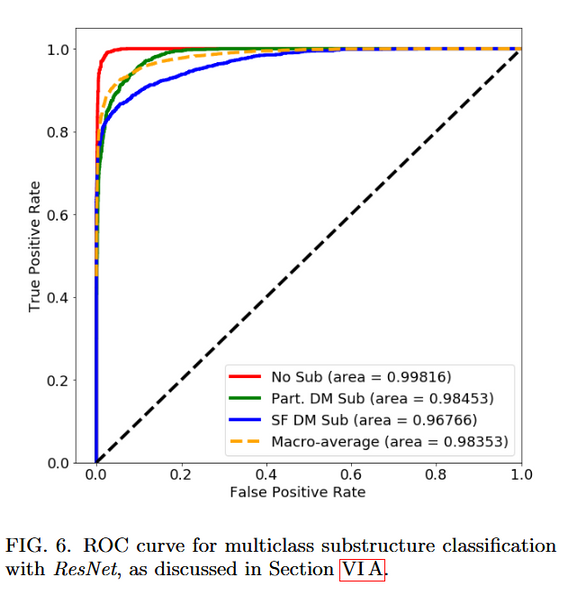 1.0
0.8
0.6
0.4
0.2
0.0
True Positive Rate
No Sub (area = 0.99816)
Part. DM Sub (area = 0.98453)
SF DM Sub (area = 0.96766)
Macro-average (area = 0.98353)
0.0 0.2 0.4 0.6 0.8 1.0
False Positive Rate
FIG. 6. ROC curve for multiclass substructure classification
with ResNet, as discussed in Section VI A.